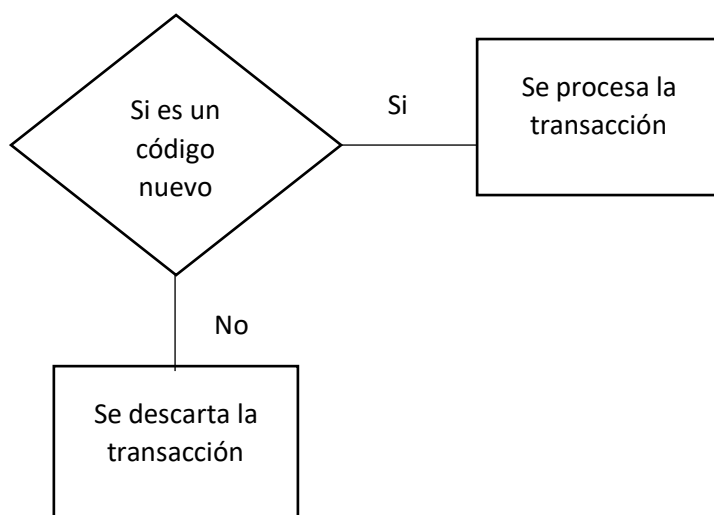 Si es un
código
nuevo
Si
Se procesa la
transacción
No
Se descarta la
transacción